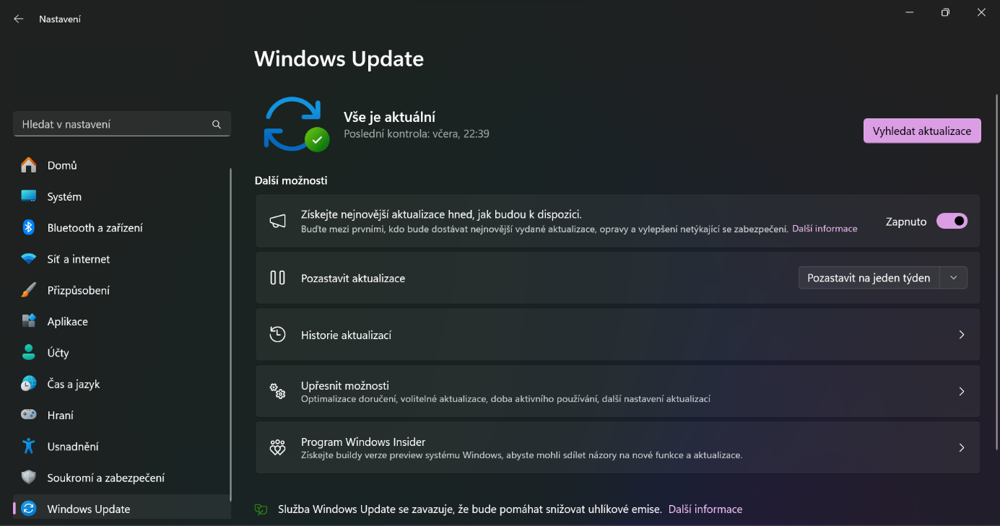 Nastavení
Hledat v nastavení
Domů
Systém
Bluetooth a zařízení
Síť a internet
Přizpůsobení
Aplikace
Účty
Čas a jazyk
Hraní
Usnadnění
Soukromí a zabezpečení
Windows Update
Windows Update
Vše je aktuální
Poslední kontrola: včera, 22:39
Vyhledat aktualizace
Další možnosti
Získejte nejnovější aktualizace hned, jak budou k dispozici.
Buďte mezi prvními, kdo bude dostávat nejnovější vydané aktualizace, opravy a vylepšení netýkající se zabezpečení. Další informace
Zapnuto
Pozastavit aktualizace
Pozastavit na jeden týden
Historie aktualizací
Upřesnit možnosti
Optimalizace doručení, volitelné aktualizace, doba aktivního používání, další nastavení aktualizací
Program Windows Insider
Získejte buildy verze preview systému Windows, abyste mohli sdílet názory na nové funkce a aktualizace.
Služba Windows Update se zavazuje, že bude pomáhat snižovat uhlíkové emise. Další informace